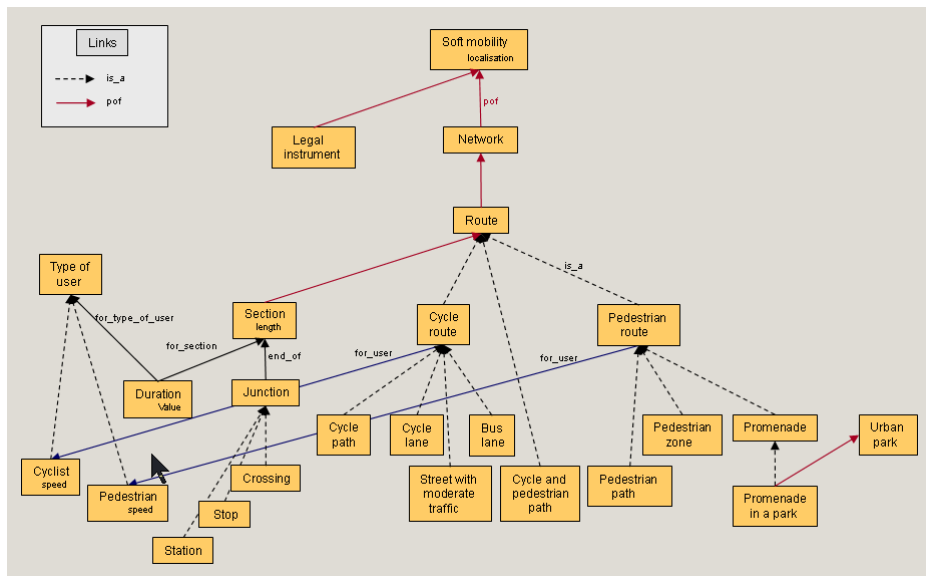 Links
is_a
pof
Soft mobility
localisation
pof
Legal
instrument
Network
Route
is_a
Type of
user
for_type_of_user
Section
length
for_section
end_of
Cycle
route
Pedestrian
route
for_user
for_user
Duration
Value
Junction
Cycle
path
Cycle
lane
Bus
lane
Pedestrian
zone
Promenade
Urban
park
Cyclist
speed
Pedestrian
speed
Crossing
Stop
Station
Street with
moderate
traffic
Cycle and
pedestrian
path
Pedestrian
path
Promenade
in a park